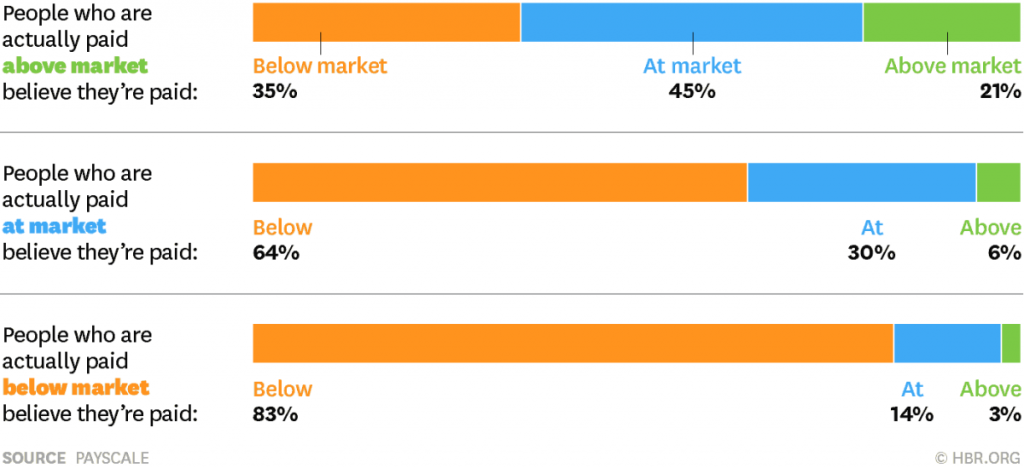 People who are
actually paid
above market
believe they're paid:
Below market
35%
At market
45%
Above market
21%
People who are
actually paid
at market
believe they're paid:
Below
64%
At
30%
Above
6%
People who are
actually paid
below market
believe they're paid:
Below
83%
At
14%
Above
3%
SOURCE PAYSCALE
© HBR.ORG